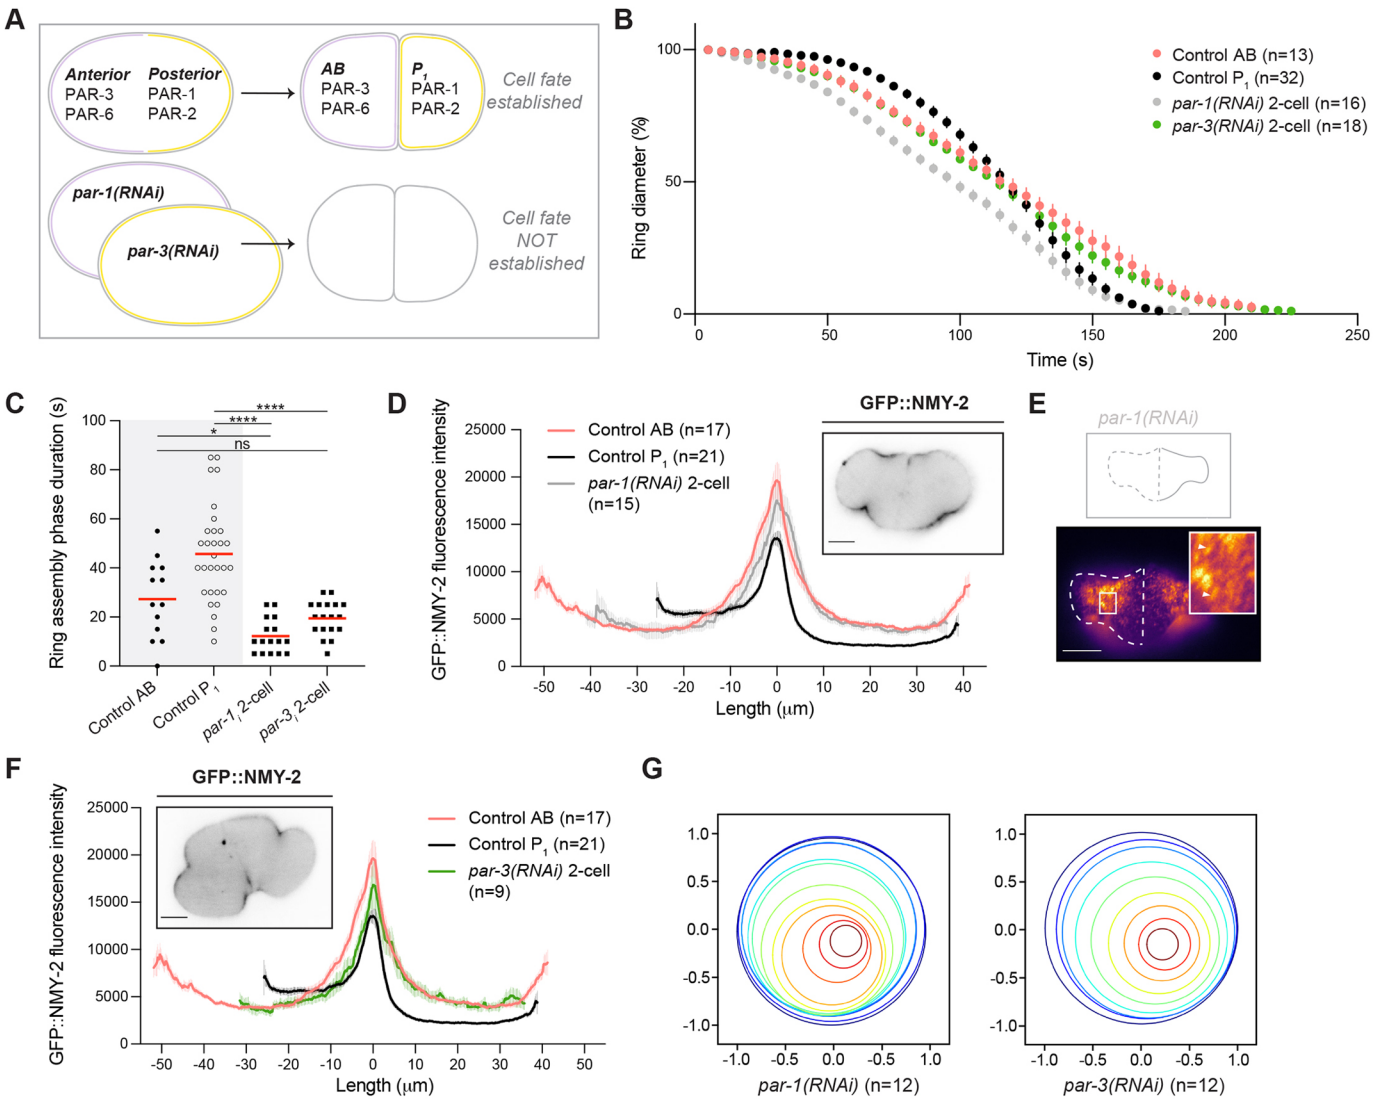 A
Anterior Posterior
PAR-3 PAR-1
PAR-6 PAR-2
AB P1
PAR-3 PAR-1
PAR-6 PAR-2
Cell fate
established
par-1(RNAi)
par-3(RNAi)
Cell fate
NOT
established
B
Ring diameter (%)
100
50
0
0 50 100 150 200 250
Time (s)
Control AB (n=13)
Control P1 (n=32)
par-1(RNAi) 2-cell (n=16)
par-3(RNAi) 2-cell (n=18)
C
Ring assembly phase duration (s)
100
80
60
40
20
0
****
****
*
ns
Control AB
Control P1
par-1i 2-cell
par-3i 2-cell
D
GFP::NMY-2 fluorescence intensity
25000
20000
15000
10000
5000
0
-50 -40 -30 -20 -10 0 10 20 30 40
Length (μm)
Control AB (n=17)
Control P1 (n=21)
par-1(RNAi) 2-cell
(n=15)
GFP::NMY-2
E
par-1(RNAi)
F
GFP::NMY-2
GFP::NMY-2 fluorescence intensity
25000
20000
15000
10000
5000
0
-50 -40 -30 -20 -10 0 10 20 30 40 50
Length (μm)
Control AB (n=17)
Control P1 (n=21)
par-3(RNAi) 2-cell
(n=9)
G
1.0
0.5
0.0
-0.5
-1.0
-1.0 -0.5 0.0 -0.5 1.0
par-1(RNAi) (n=12)
1.0
0.5
0.0
-0.5
-1.0
-1.0 -0.5 0.0 -0.5 1.0
par-3(RNAi) (n=12)